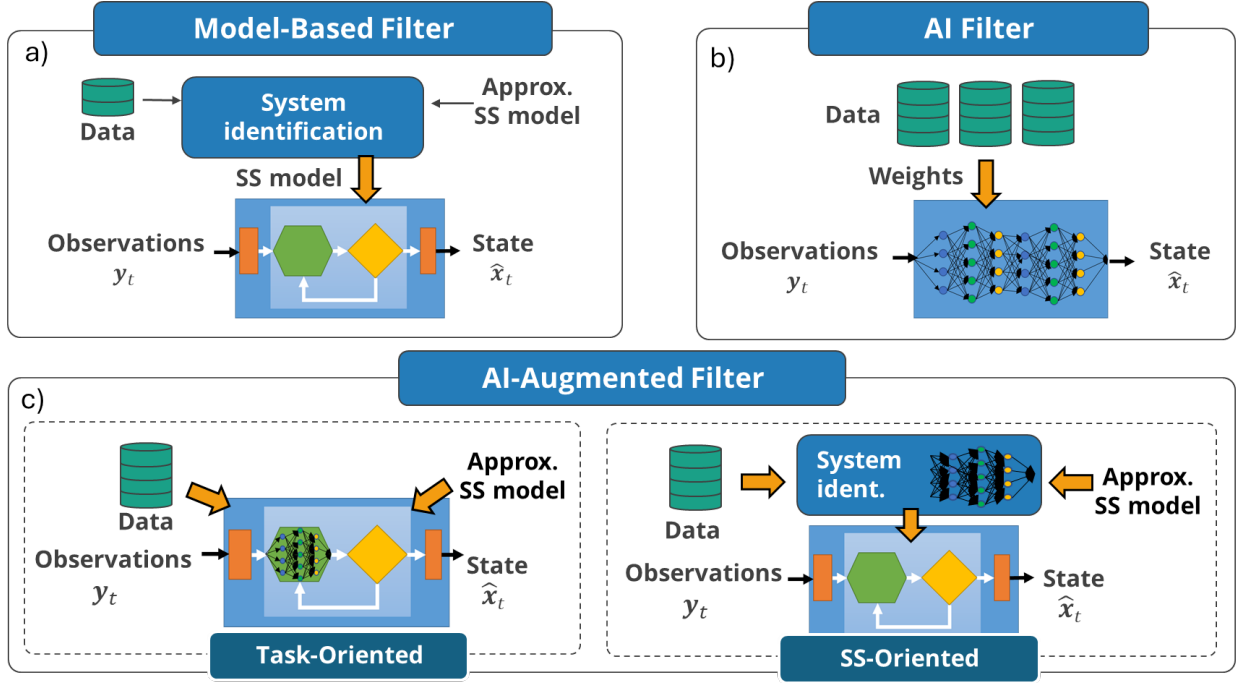 Model-Based Filter
a)
Data
System
identification
Approx.
SS model
SS model
Observations
y_t
State
x̂_t
AI Filter
b)
Data
Weights
Observations
y_t
State
x̂_t
AI-Augmented Filter
c)
Data
Approx.
SS model
Observations
y_t
State
x̂_t
Task-Oriented
Data
System
ident.
Approx.
SS model
Observations
y_t
State
x̂_t
SS-Oriented